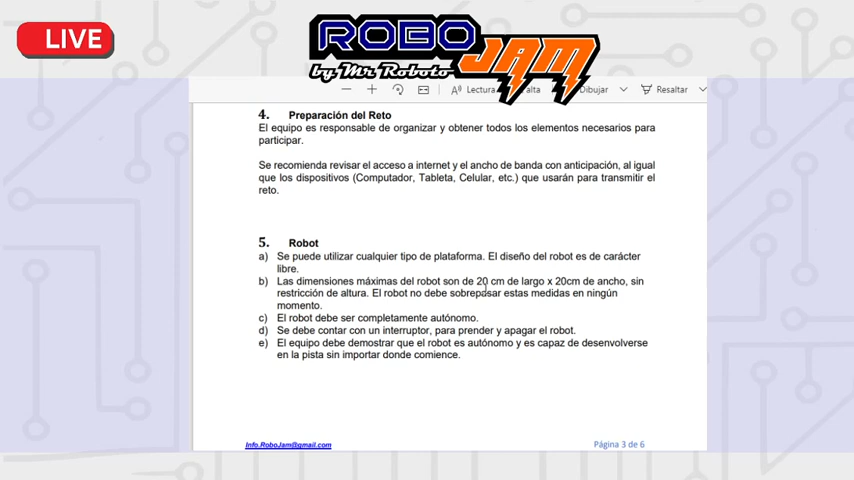 LIVE
ROBO
JAM
by Mr Roboto
Lectura
alta
Dibujar
Resaltar
4. Preparación del Reto
El equipo es responsable de organizar y obtener todos los elementos necesarios para
participar.
Se recomienda revisar el acceso a internet y el ancho de banda con anticipación, al igual
que los dispositivos (Computador, Tableta, Celular, etc.) que usarán para transmitir el
reto.
5. Robot
a) Se puede utilizar cualquier tipo de plataforma. El diseño del robot es de carácter
libre.
b) Las dimensiones máximas del robot son de 20 cm de largo x 20cm de ancho, sin
restricción de altura. El robot no debe sobrepasar estas medidas en ningún
momento.
c) El robot debe ser completamente autónomo.
d) Se debe contar con un interruptor, para prender y apagar el robot.
e) El equipo debe demostrar que el robot es autónomo y es capaz de desenvolverse
en la pista sin importar donde comience.
Info.RoboJam@gmail.com
Página 3 de 6